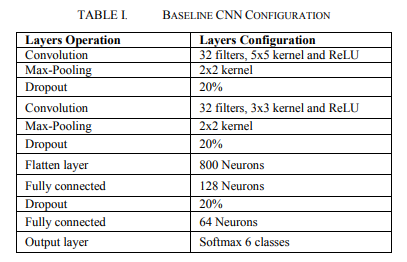 TABLE I. BASELINE CNN CONFIGURATION
Layers Operation Layers Configuration
Convolution 32 filters, 5x5 kernel and ReLU
Max-Pooling 2x2 kernel
Dropout 20%
Convolution 32 filters, 3x3 kernel and ReLU
Max-Pooling 2x2 kernel
Dropout 20%
Flatten layer 800 Neurons
Fully connected 128 Neurons
Dropout 20%
Fully connected 64 Neurons
Output layer Softmax 6 classes